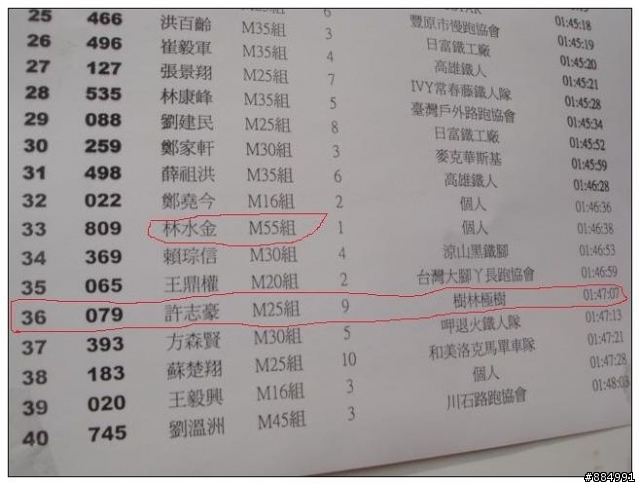 01:45:18
6 豐原市慢跑協會 01:45:19
25 466 洪百齡 M35組 3 日富鐵工廠 01:45:20
26 496 崔毅軍 M35組 4 高雄鐵人 01:45:21
27 127 張景翔 M25組 7 IVY常春藤鐵人隊 01:45:28
28 535 林康峰 M35組 5 臺灣戶外路跑協會 01:45:34
29 088 劉建民 M25組 8 日富鐵工廠 01:45:52
30 259 鄭家軒 M30組 3 麥克華斯基 01:45:59
31 498 薛祖洪 M35組 6 高雄鐵人 01:46:28
32 022 鄭堯今 M16組 2 個人 01:46:36
33 809 林水金 M55組 1 個人 01:46:38
34 369 賴琮信 M30組 4 涼山黑鐵腳 01:46:53
35 065 王鼎權 M20組 2 台灣大腳丫長跑協會 01:46:59
36 079 許志豪 M25組 9 樹林極樹 01:47:07
37 393 方森賢 M30組 5 呷退火鐵人隊 01:47:13
38 183 蘇楚翔 M25組 10 和美洛克馬單車隊 01:47:21
39 020 王毅興 M16組 3 個人 01:47:28
40 745 劉溫洲 M45組 3 川石路跑協會 01:48:03
#884991